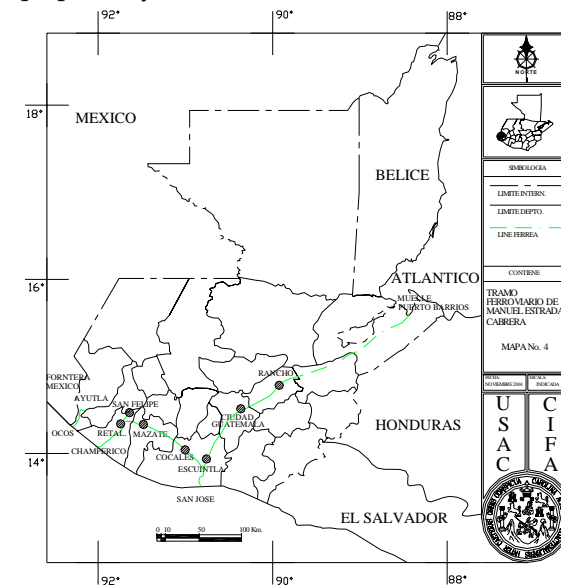 92°
90°
88°
18°
MEXICO
BELICE
16°
ATLANTICO
MUELLE
PUERTO BARRIOS
RANCHO
FORNTERA
MEXICO
AYUTLA
SAN FELIPE
CIUDAD
GUATEMALA
OCOS
RETAL.
MAZATE
HONDURAS
CHAMPERICO
COCALES
14°
ESCUINTLA
SAN JOSE
EL SALVADOR
0 10 50 100 Km.
92°
90°
88°
NORTE
SIMBOLOGIA
LIMITE INTERN.
LIMITE DEPTO.
LINE FERREA
CONTIENE
TRAMO
FERROVIARIO DE
MANUEL ESTRADA
CABRERA
MAPA No. 4
FECHA:
NOVIEMBRE 2004
ESCALA
INDICADA
USAC
CIFA